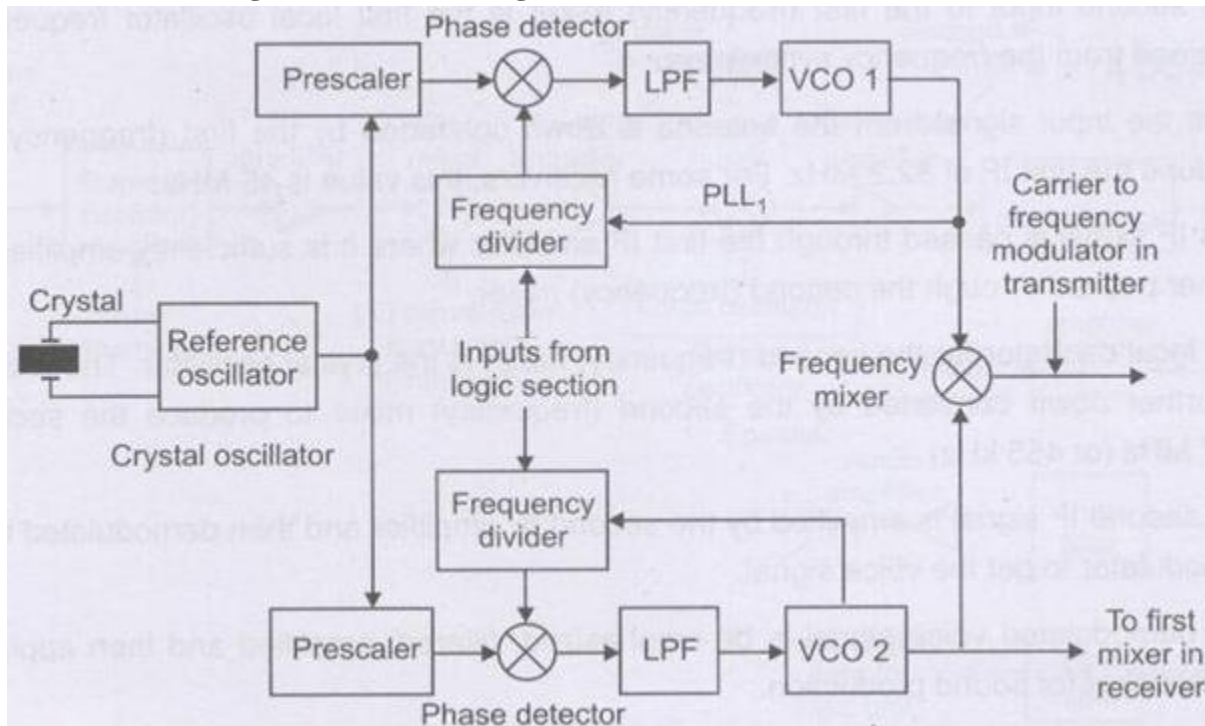 Phase detector
Prescaler
LPF
VCO 1
Frequency
divider
PLL₁
Carrier to
frequency
modulator in
transmitter
Crystal
Reference
oscillator
Inputs from
logic section
Frequency
mixer
Crystal oscillator
Frequency
divider
Prescaler
LPF
VCO 2
To first
mixer in
receiver
Phase detector